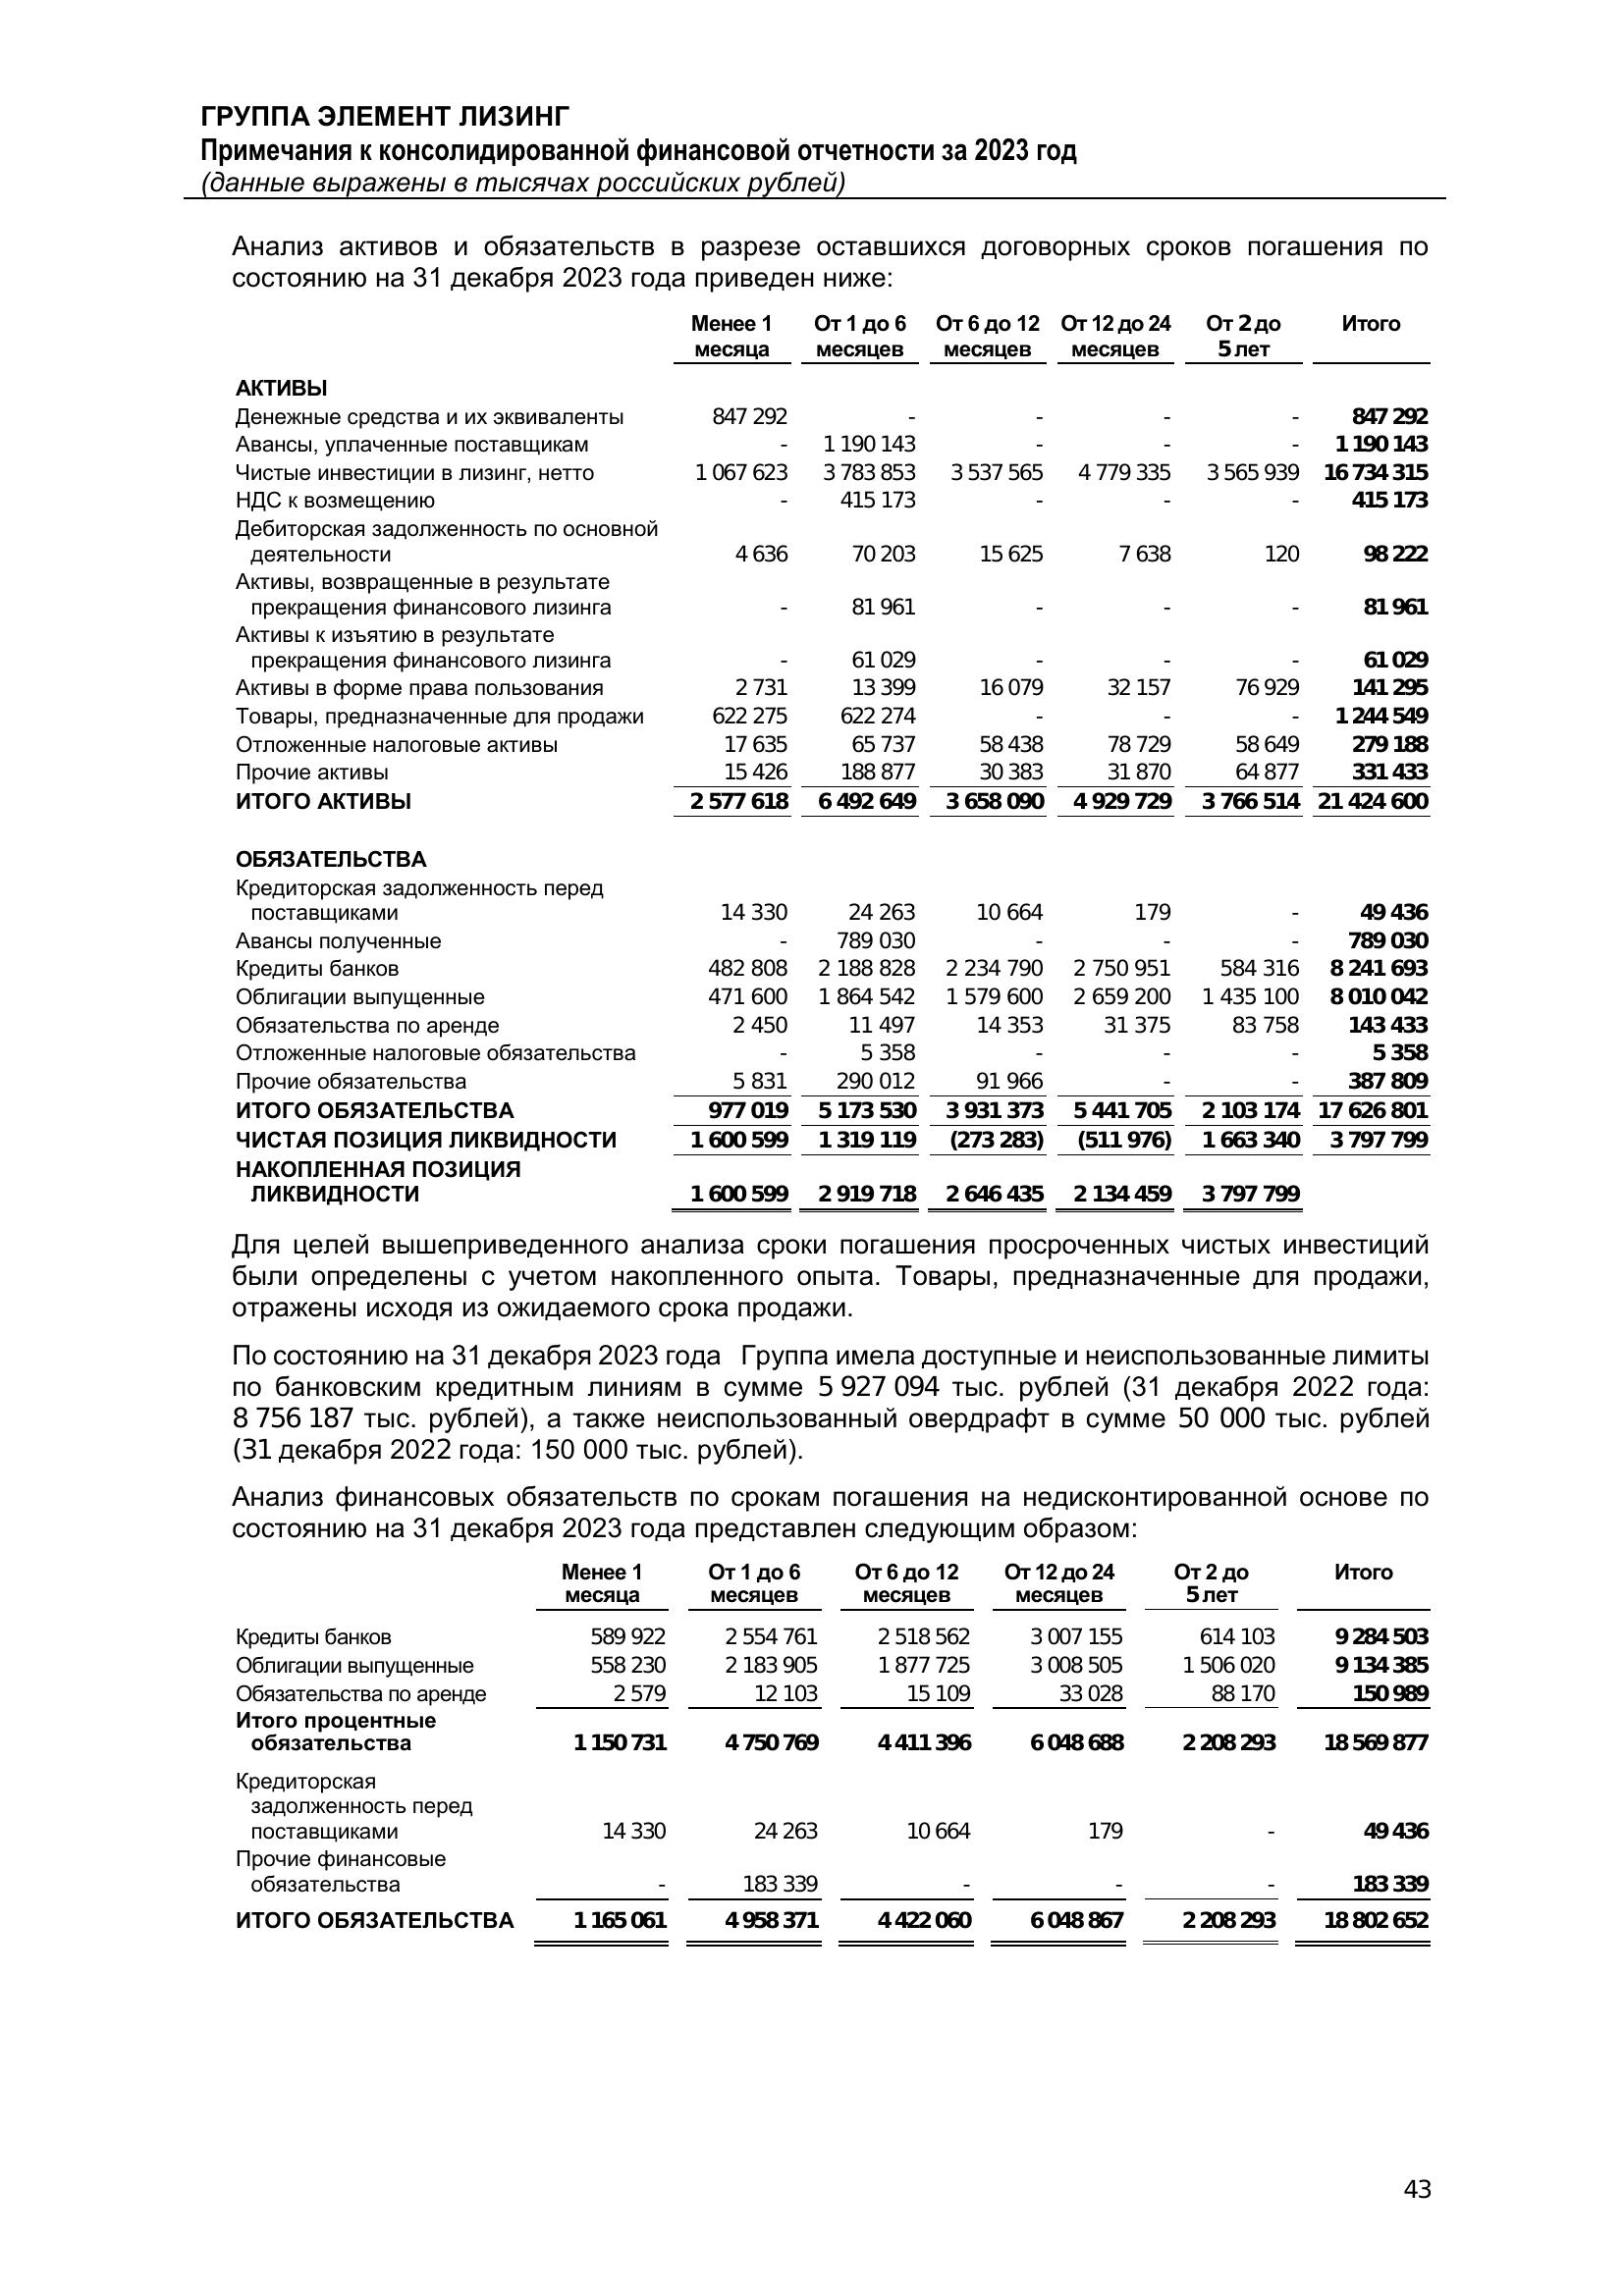 ГРУППА ЭЛЕМЕНТ ЛИЗИНГ
Примечания к консолидированной финансовой отчетности за 2023 год
(данные выражены в тысячах российских рублей)
Анализ активов и обязательств в разрезе оставшихся договорных сроков погашения по
состоянию на 31 декабря 2023 года приведен ниже:
Менее 1 От 1 до 6 От 6 до 12 От 12 до 24 От 2 до Итого
месяца месяцев месяцев месяцев 5 лет
АКТИВЫ
Денежные средства и их эквиваленты 847 292 - - - - 847 292
Авансы, уплаченные поставщикам - 1 190 143 - - - 1 190 143
Чистые инвестиции в лизинг, нетто 1 067 623 3 783 853 3 537 565 4 779 335 3 565 939 16 734 315
НДС к возмещению - 415 173 - - - 415 173
Дебиторская задолженность по основной
деятельности 4 636 70 203 15 625 7 638 120 98 222
Активы, возвращенные в результате
прекращения финансового лизинга - 81 961 - - - 81 961
Активы к изъятию в результате
прекращения финансового лизинга - 61 029 - - - 61 029
Активы в форме права пользования 2 731 13 399 16 079 32 157 76 929 141 295
Товары, предназначенные для продажи 622 275 622 274 - - - 1 244 549
Отложенные налоговые активы 17 635 65 737 58 438 78 729 58 649 279 188
Прочие активы 15 426 188 877 30 383 31 870 64 877 331 433
ИТОГО АКТИВЫ 2 577 618 6 492 649 3 658 090 4 929 729 3 766 514 21 424 600
ОБЯЗАТЕЛЬСТВА
Кредиторская задолженность перед
поставщиками 14 330 24 263 10 664 179 - 49 436
Авансы полученные - 789 030 - - - 789 030
Кредиты банков 482 808 2 188 828 2 234 790 2 750 951 584 316 8 241 693
Облигации выпущенные 471 600 1 864 542 1 579 600 2 659 200 1 435 100 8 010 042
Обязательства по аренде 2 450 11 497 14 353 31 375 83 758 143 433
Отложенные налоговые обязательства - 5 358 - - - 5 358
Прочие обязательства 5 831 290 012 91 966 - - 387 809
ИТОГО ОБЯЗАТЕЛЬСТВА 977 019 5 173 530 3 931 373 5 441 705 2 103 174 17 626 801
ЧИСТАЯ ПОЗИЦИЯ ЛИКВИДНОСТИ 1 600 599 1 319 119 (273 283) (511 976) 1 663 340 3 797 799
НАКОПЛЕННАЯ ПОЗИЦИЯ
ЛИКВИДНОСТИ 1 600 599 2 919 718 2 646 435 2 134 459 3 797 799
Для целей вышеприведенного анализа сроки погашения просроченных чистых инвестиций
были определены с учетом накопленного опыта. Товары, предназначенные для продажи,
отражены исходя из ожидаемого срока продажи.
По состоянию на 31 декабря 2023 года Группа имела доступные и неиспользованные лимиты
по банковским кредитным линиям в сумме 5 927 094 тыс. рублей (31 декабря 2022 года:
8 756 187 тыс. рублей), а также неиспользованный овердрафт в сумме 50 000 тыс. рублей
(31 декабря 2022 года: 150 000 тыс. рублей).
Анализ финансовых обязательств по срокам погашения на недисконтированной основе по
состоянию на 31 декабря 2023 года представлен следующим образом:
Менее 1 От 1 до 6 От 6 до 12 От 12 до 24 От 2 до Итого
месяца месяцев месяцев месяцев 5 лет
Кредиты банков 589 922 2 554 761 2 518 562 3 007 155 614 103 9 284 503
Облигации выпущенные 558 230 2 183 905 1 877 725 3 008 505 1 506 020 9 134 385
Обязательства по аренде 2 579 12 103 15 109 33 028 88 170 150 989
Итого процентные
обязательства 1 150 731 4 750 769 4 411 396 6 048 688 2 208 293 18 569 877
Кредиторская
задолженность перед
поставщиками 14 330 24 263 10 664 179 - 49 436
Прочие финансовые
обязательства - 183 339 - - - 183 339
ИТОГО ОБЯЗАТЕЛЬСТВА 1 165 061 4 958 371 4 422 060 6 048 867 2 208 293 18 802 652
43